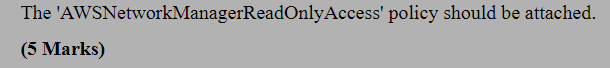 The 'AWSNetworkManagerReadOnlyAccess' policy should be attached.
(5 Marks)